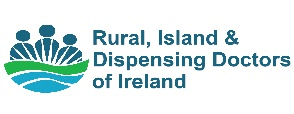 Rural, Island &
Dispensing Doctors
of Ireland